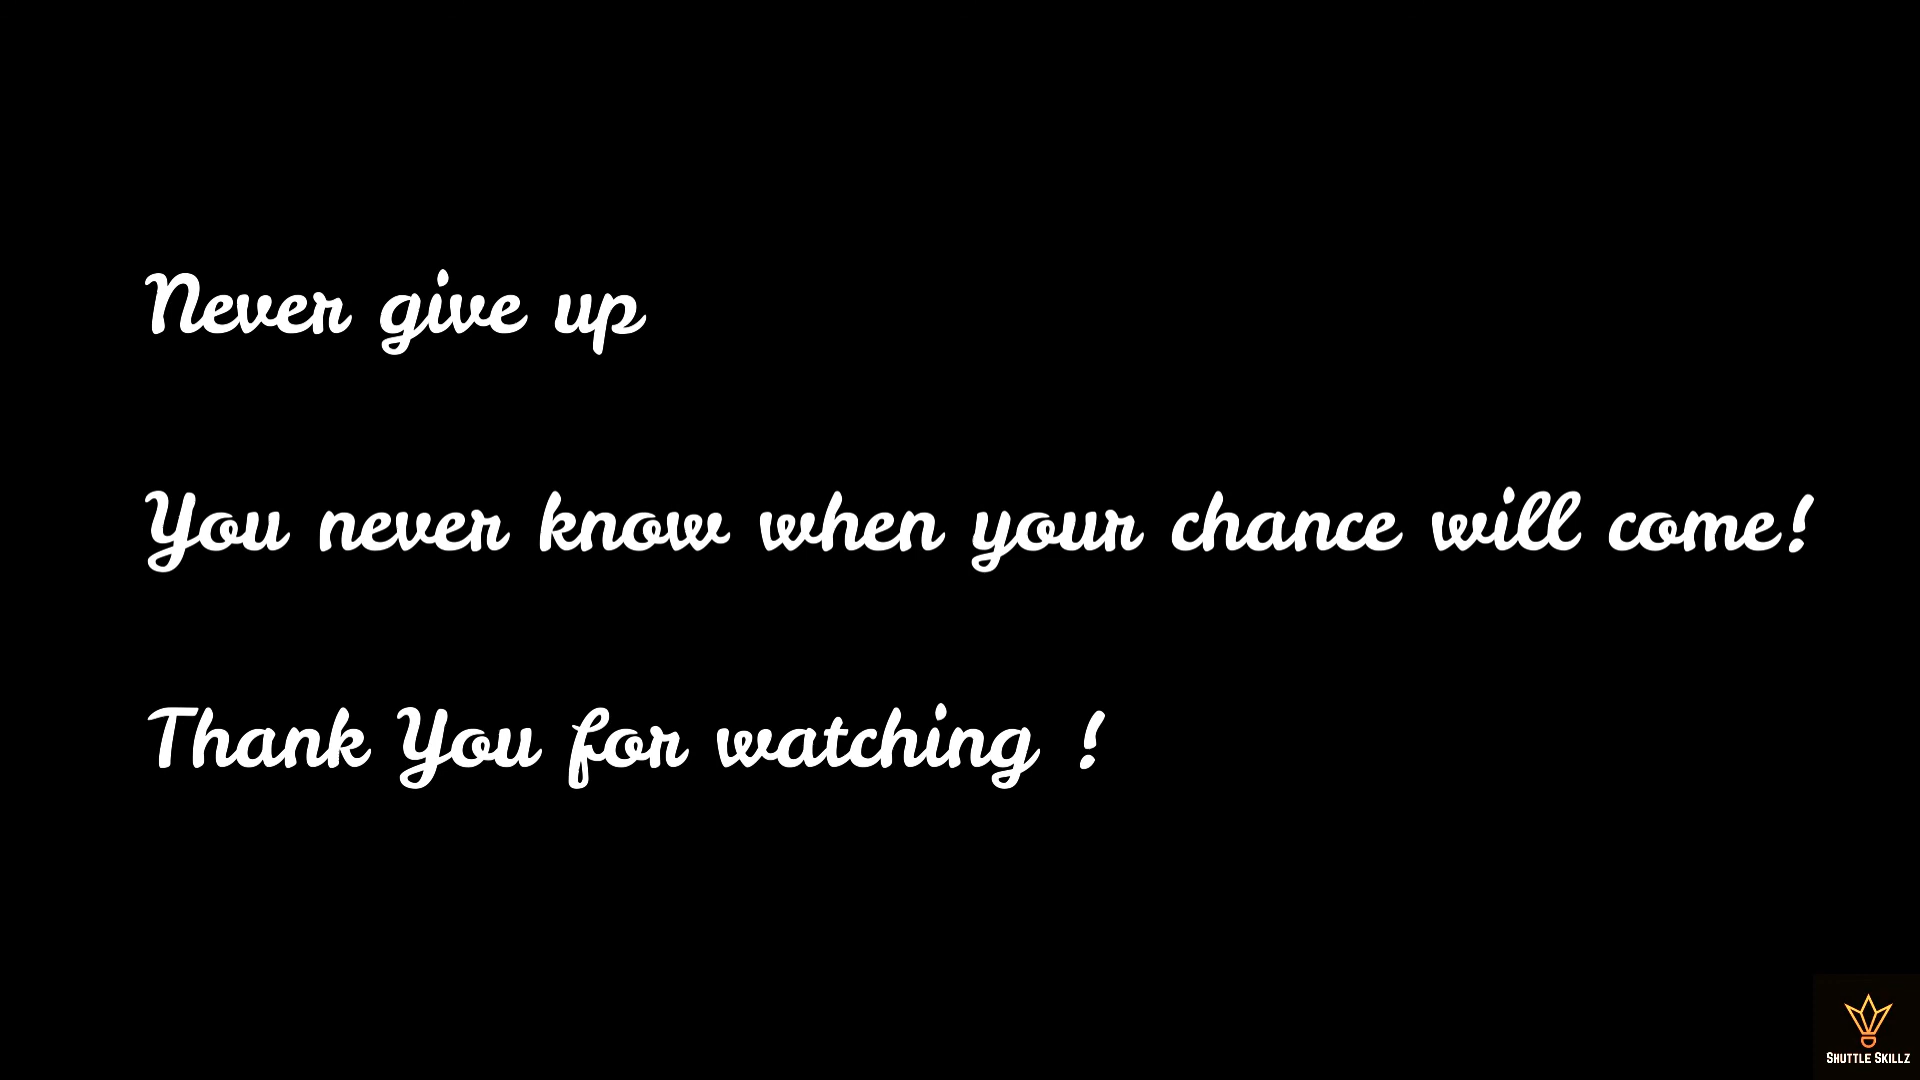 Never give up
You never know when your chance will come!
Thank You for watching !
SHUTTLE SKILLZ